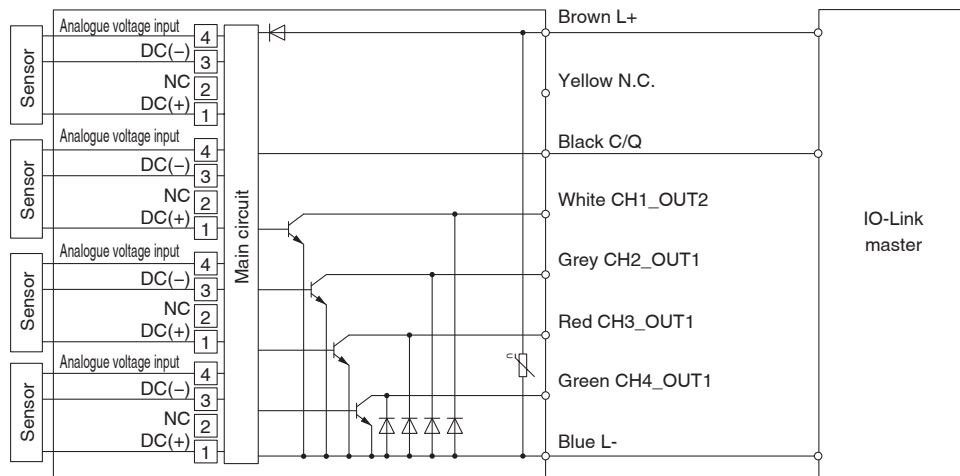 Sensor
Analogue voltage input 4
DC(−) 3
NC 2
DC(+) 1
Sensor
Analogue voltage input 4
DC(−) 3
NC 2
DC(+) 1
Sensor
Analogue voltage input 4
DC(−) 3
NC 2
DC(+) 1
Sensor
Analogue voltage input 4
DC(−) 3
NC 2
DC(+) 1
Main circuit
Brown L+
Yellow N.C.
Black C/Q
White CH1_OUT2
Grey CH2_OUT1
Red CH3_OUT1
Green CH4_OUT1
Blue L-
IO-Link
master